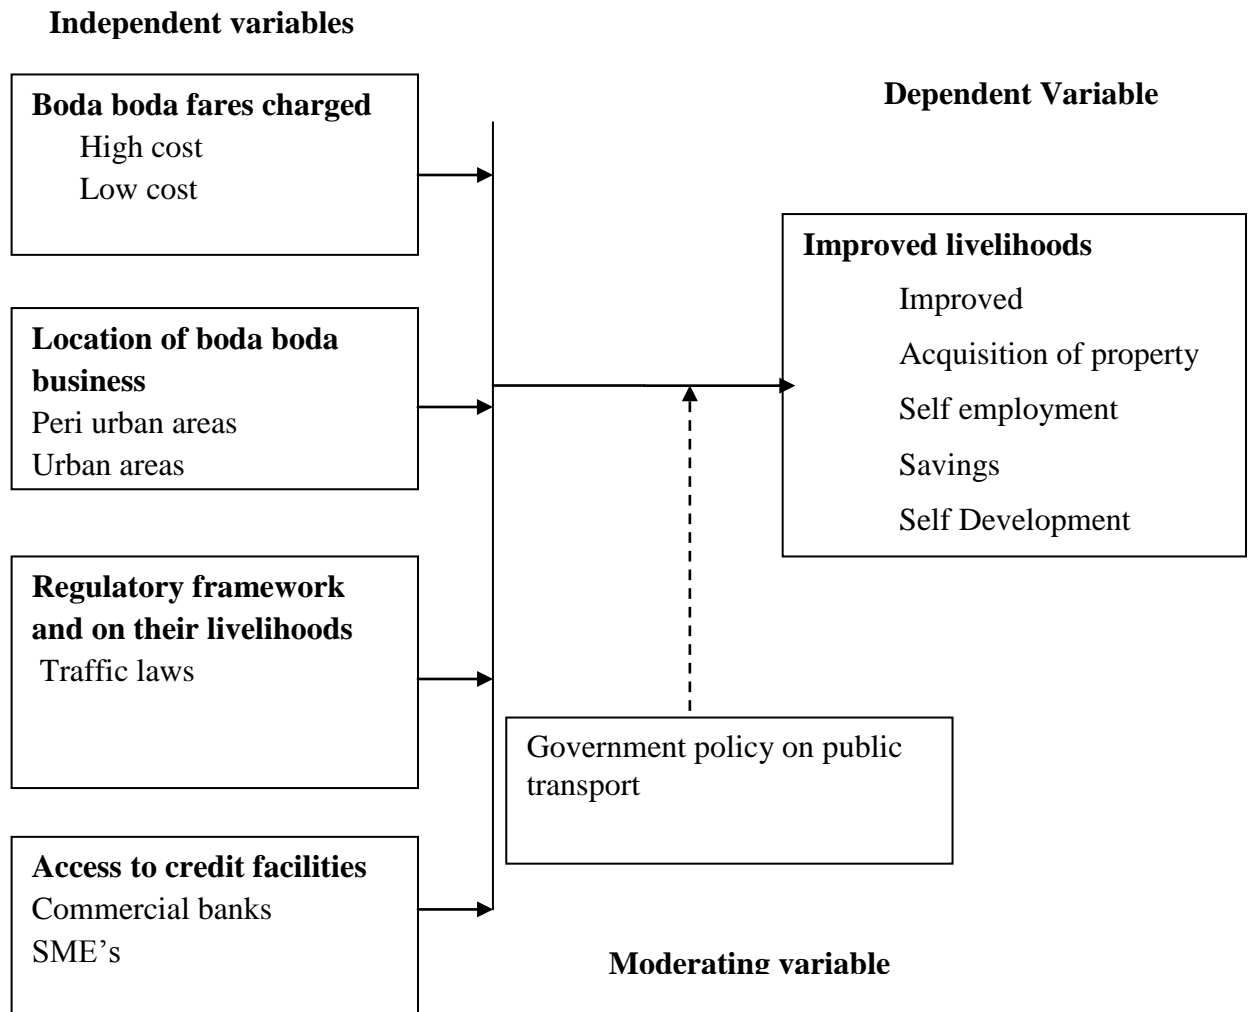 Independent variables
Boda boda fares charged
High cost
Low cost
Location of boda boda
business
Peri urban areas
Urban areas
Regulatory framework
and on their livelihoods
Traffic laws
Access to credit facilities
Commercial banks
SME’s
Dependent Variable
Improved livelihoods
Improved
Acquisition of property
Self employment
Savings
Self Development
Government policy on public
transport
Moderating variable